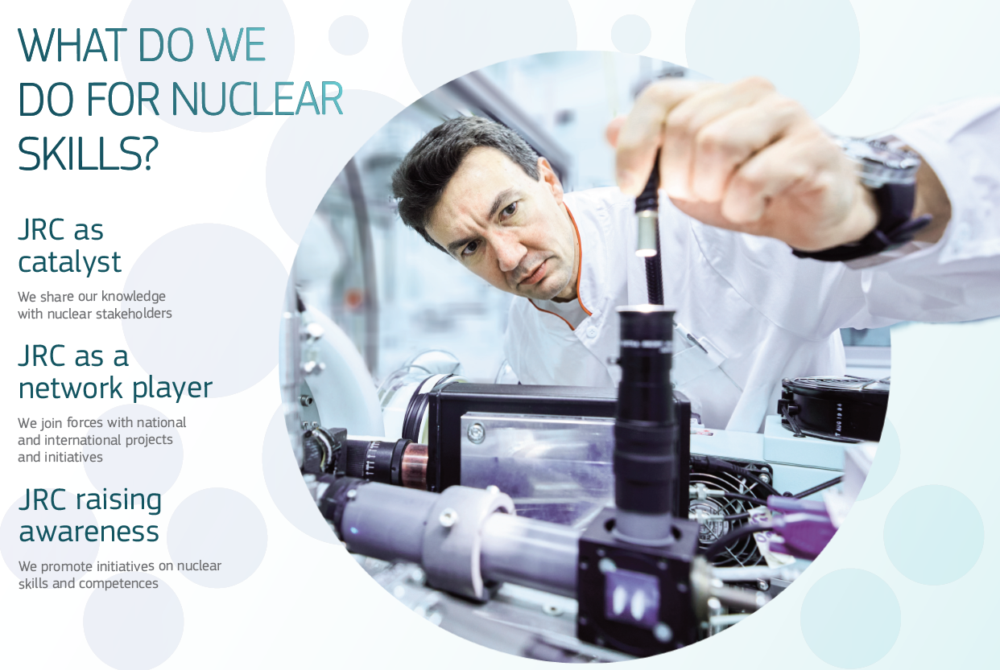 WHAT DO WE
DO FOR NUCLEAR
SKILLS?
JRC as
catalyst
We share our knowledge
with nuclear stakeholders
JRC as a
network player
We join forces with national
and international projects
and initiatives
JRC raising
awareness
We promote initiatives on nuclear
skills and competences